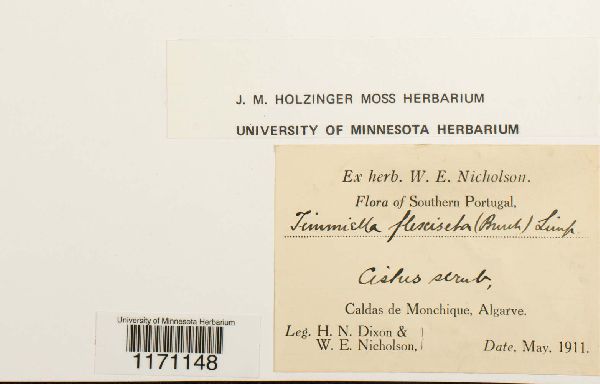 J. M. HOLZINGER MOSS HERBARIUM
UNIVERSITY OF MINNESOTA HERBARIUM
Ex herb. W. E. Nicholson.
Flora of Southern Portugal,
Timmiella flexiseta (Bruch) Limp.
Cistus scrub,
Caldas de Monchique, Algarve.
Leg. H. N. Dixon &
W. E. Nicholson,
Date, May, 1911.
University of Minnesota Herbarium
1171148